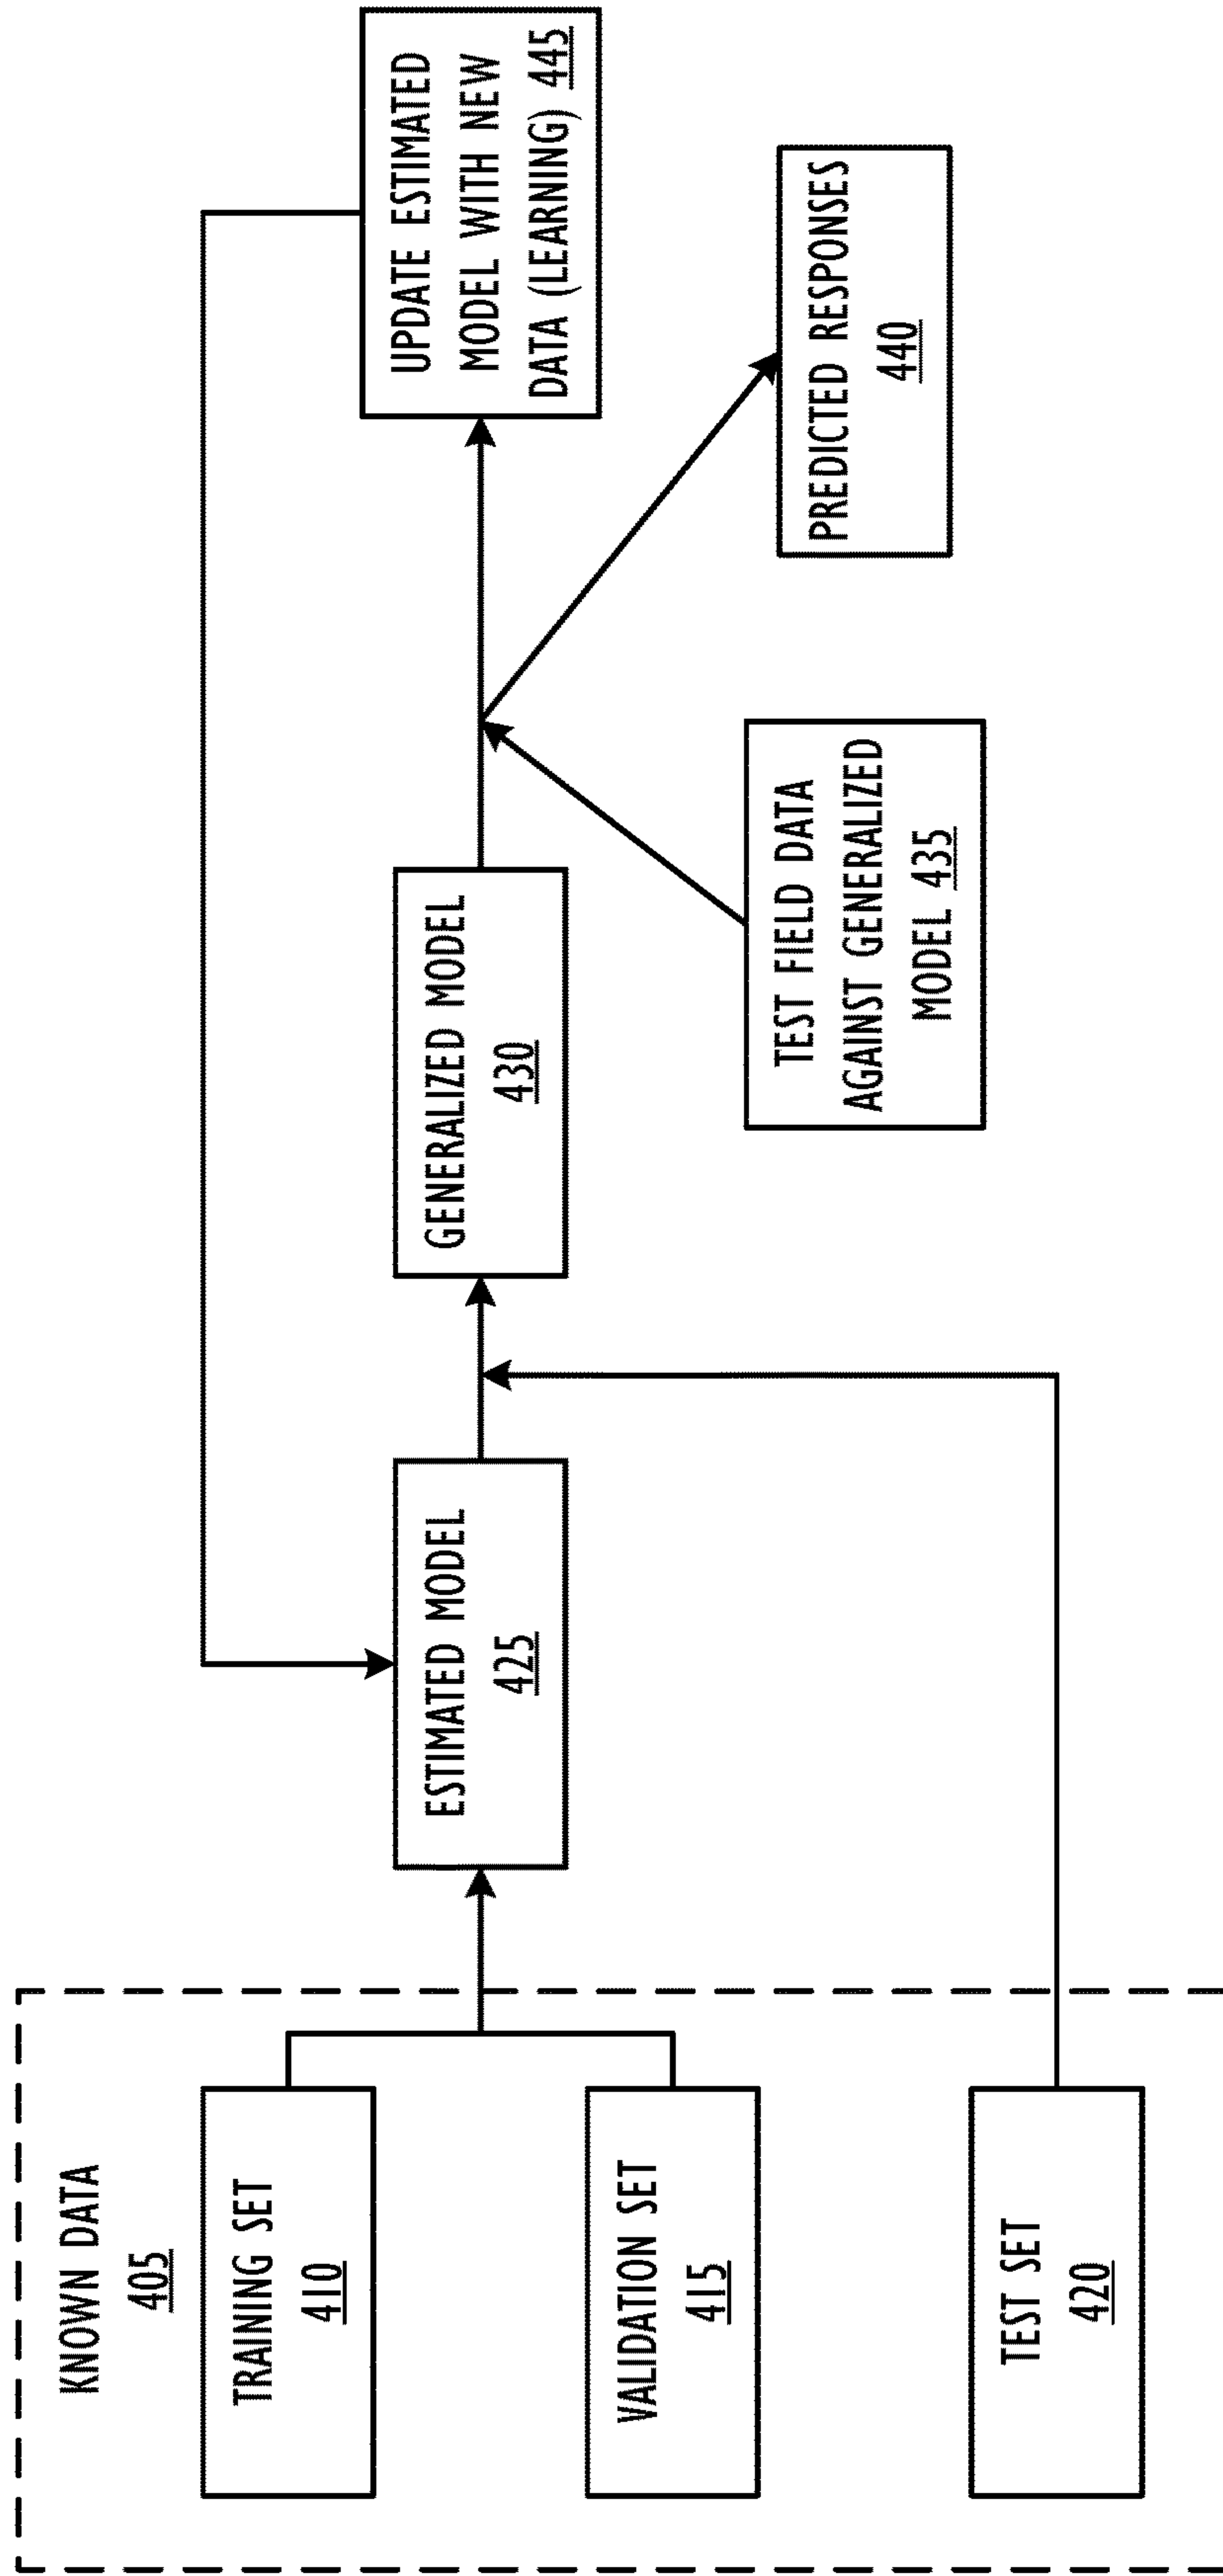 KNOWN DATA
405
TRAINING SET
410
VALIDATION SET
415
TEST SET
420
ESTIMATED MODEL
425
GENERALIZED MODEL
430
TEST FIELD DATA
AGAINST GENERALIZED
MODEL 435
UPDATE ESTIMATED
MODEL WITH NEW
DATA (LEARNING) 445
PREDICTED RESPONSES
440